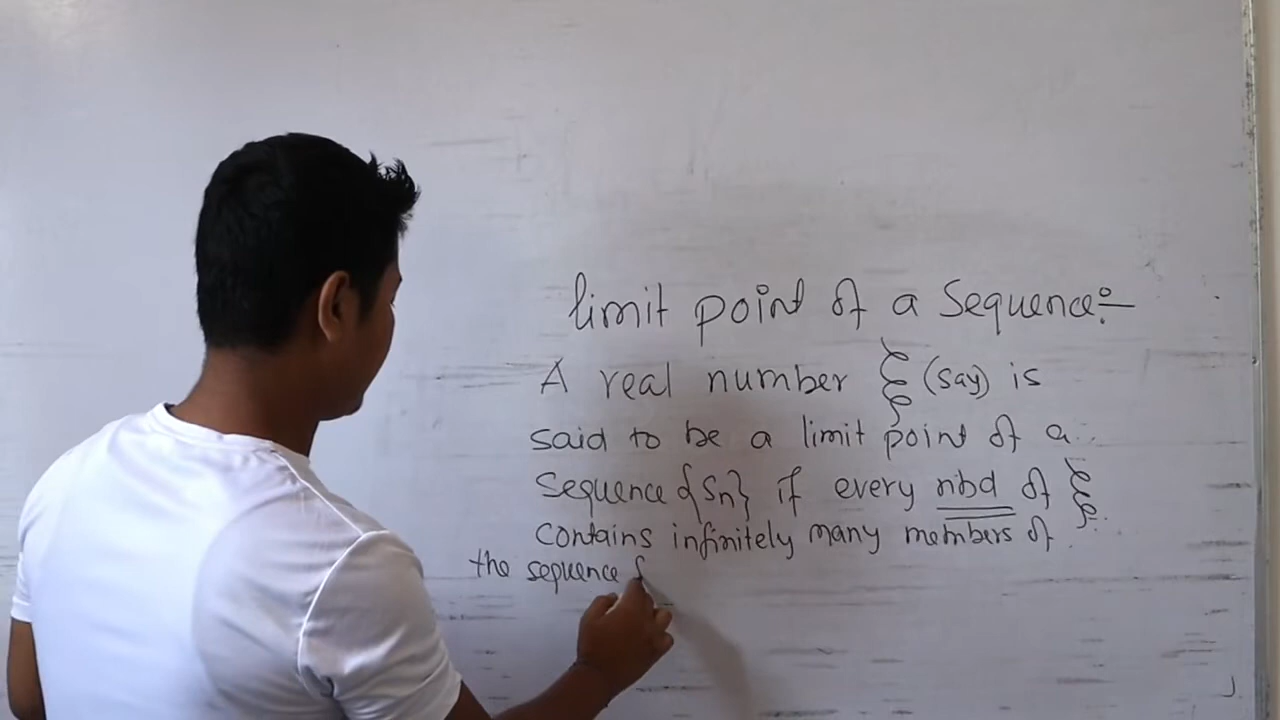 limit point of a Sequence:-
A real number ξ (say) is
said to be a limit point of a
Sequence {Sn} if every nbd of ξ
Contains infinitely many members of
the sequence {